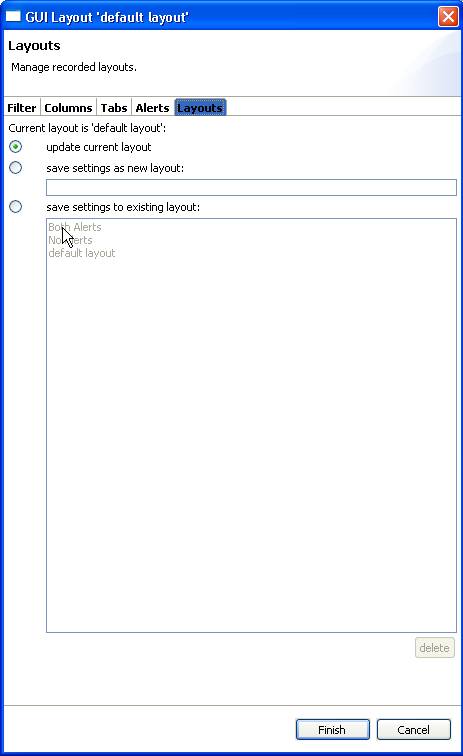 GUI Layout 'default layout'
Layouts
Manage recorded layouts.
Filter Columns Tabs Alerts Layouts
Current layout is 'default layout':
update current layout
save settings as new layout:
save settings to existing layout:
Both Alerts
default layout
delete
Finish Cancel